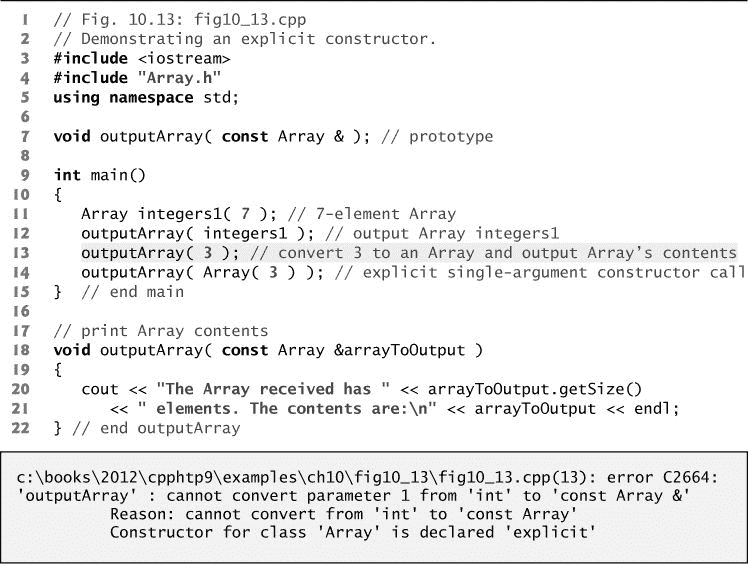 1 // Fig. 10.13: fig10_13.cpp
2 // Demonstrating an explicit constructor.
3 #include <iostream>
4 #include "Array.h"
5 using namespace std;
6
7 void outputArray( const Array & ); // prototype
8
9 int main()
10 {
11 Array integers1( 7 ); // 7-element Array
12 outputArray( integers1 ); // output Array integers1
13 outputArray( 3 ); // convert 3 to an Array and output Array’s contents
14 outputArray( Array( 3 ) ); // explicit single-argument constructor call
15 } // end main
16
17 // print Array contents
18 void outputArray( const Array &arrayToOutput )
19 {
20 cout << "The Array received has " << arrayToOutput.getSize()
21 << " elements. The contents are:\n" << arrayToOutput << endl;
22 } // end outputArray
c:\books\2012\cpphtp9\examples\ch10\fig10_13\fig10_13.cpp(13): error C2664:
'outputArray' : cannot convert parameter 1 from 'int' to 'const Array &'
Reason: cannot convert from 'int' to 'const Array'
Constructor for class 'Array' is declared 'explicit'